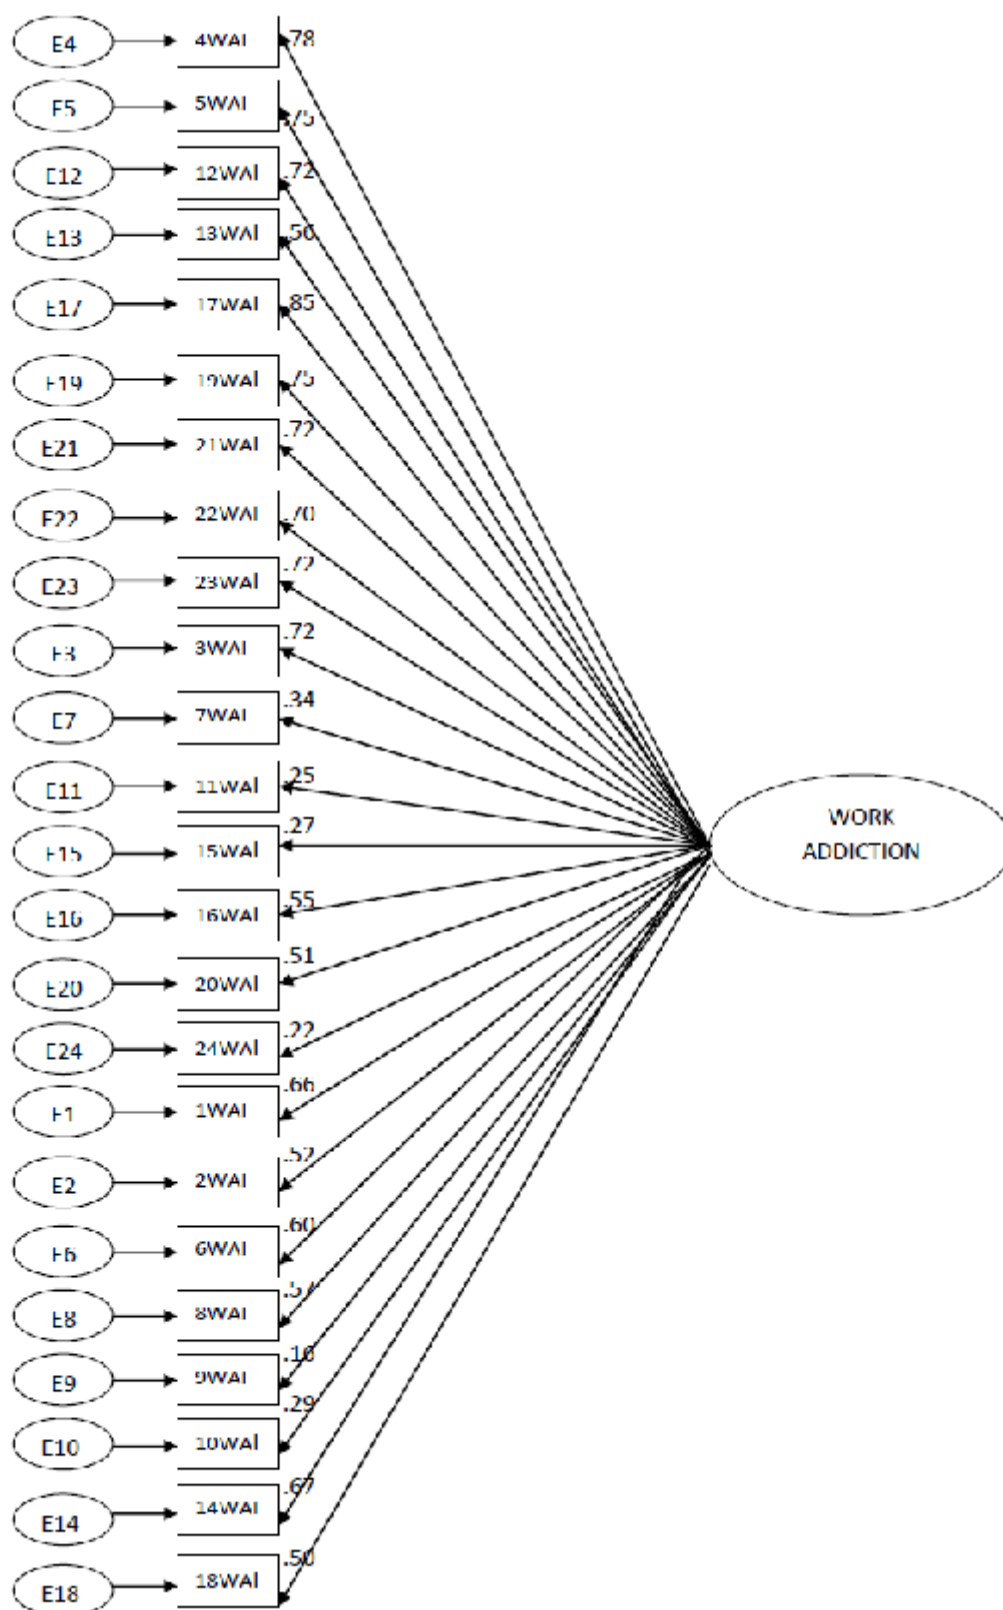 E4 4WAI .78
E5 5WAI .75
E12 12WAI .72
E13 13WAI .56
E17 17WAI .85
E19 19WAI .75
E21 21WAI .72
E22 22WAI .70
E23 23WAI .72
E3 3WAI .72
E7 7WAI .34
E11 11WAI .25
E15 15WAI .27
E16 16WAI .55
E20 20WAI .51
E24 24WAI .22
E1 1WAI .66
E2 2WAI .52
E6 6WAI .60
E8 8WAI .57
E9 9WAI
E10 10WAI .29
E14 14WAI .67
E18 18WAI .50
WORK
ADDICTION